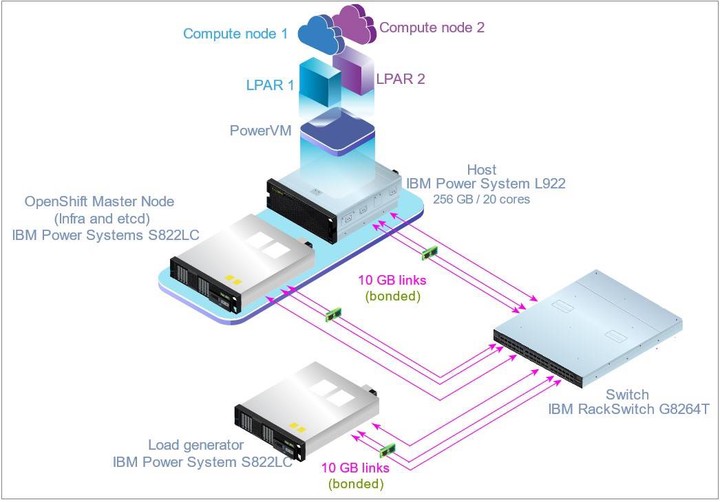 Compute node 1
Compute node 2
LPAR 1
LPAR 2
PowerVM
Host
IBM Power System L922
256 GB / 20 cores
OpenShift Master Node
(Infra and etcd)
IBM Power Systems S822LC
10 GB links
(bonded)
Switch
IBM RackSwitch G8264T
Load generator
IBM Power System S822LC
10 GB links
(bonded)